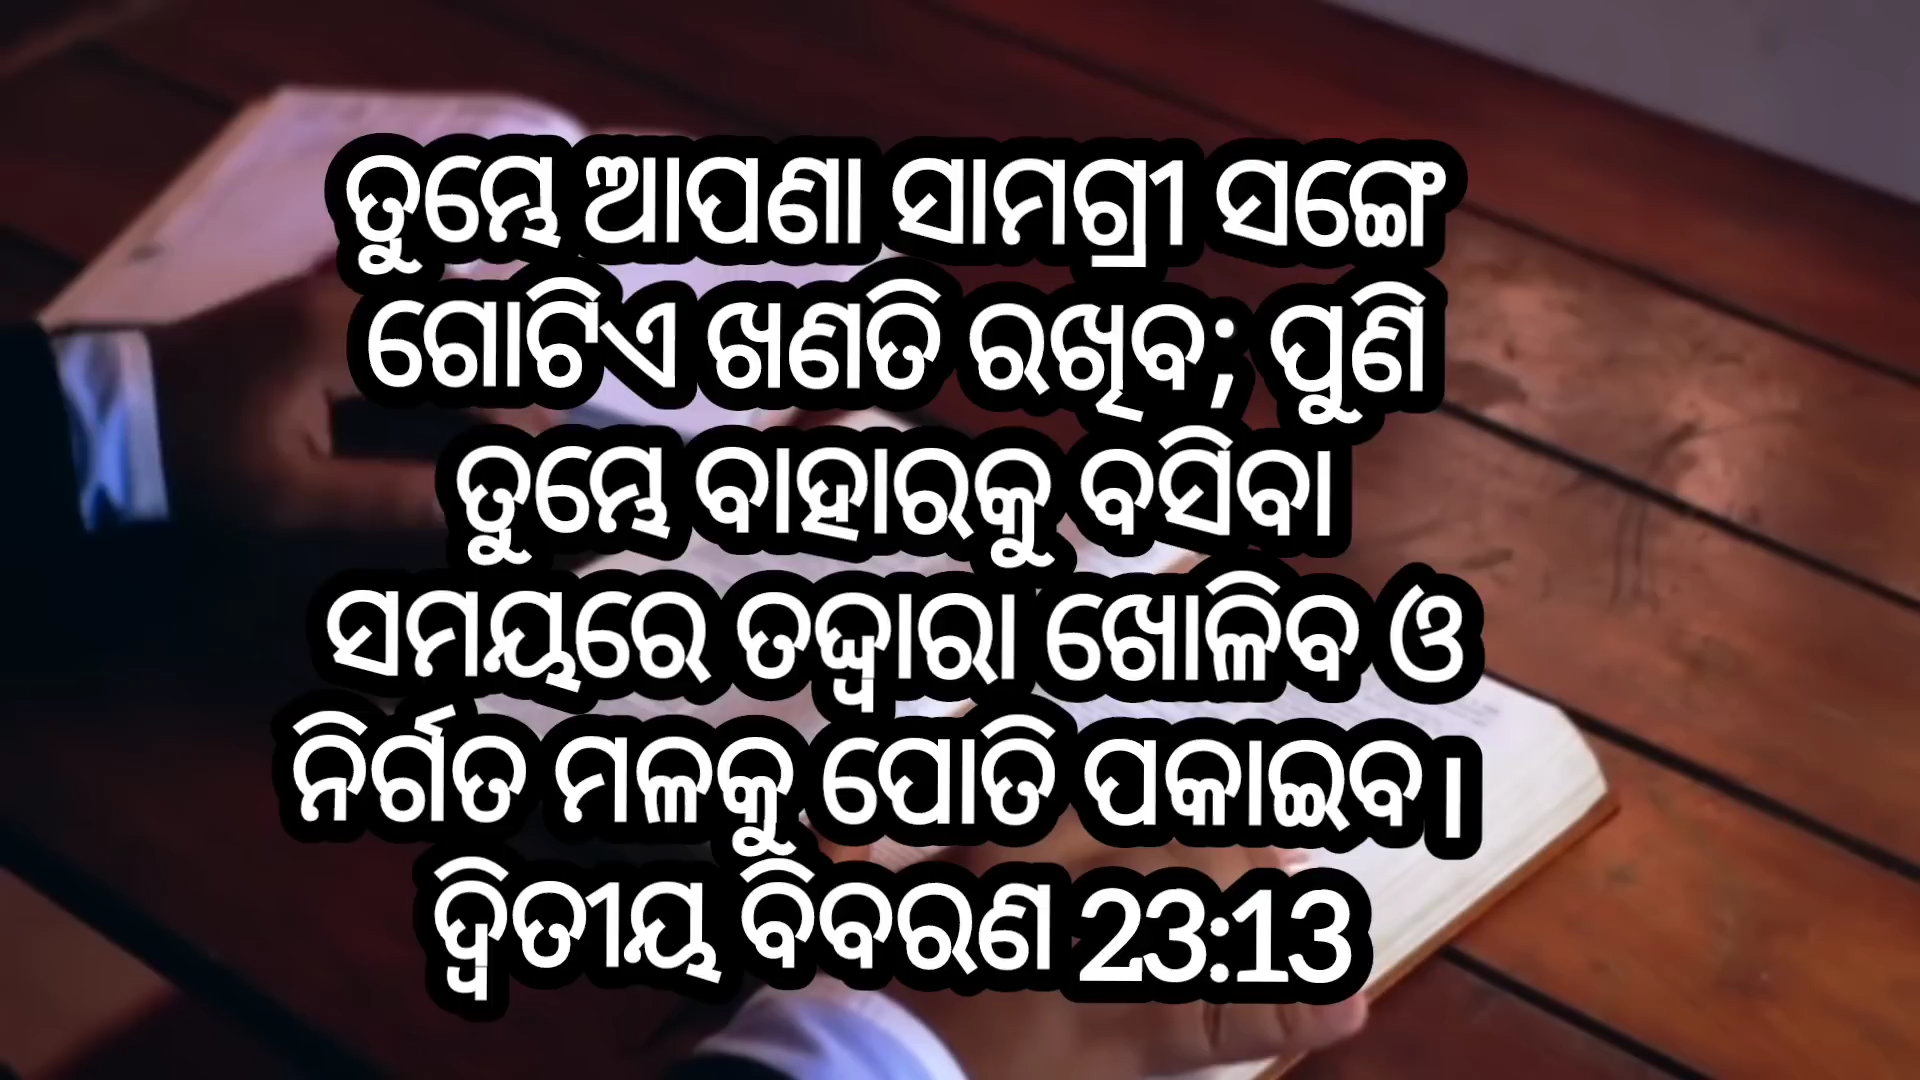 ତୁମ୍ଭେ ଆପଣା ସାମଗ୍ରୀ ସଙ୍ଗେ
ଗୋଟିଏ ଖଣତି ରଖିବ; ପୁଣି
ତୁମ୍ଭେ ବାହାରକୁ ବସିବା
ସମୟରେ ତଦ୍ଦ୍ୱାରା ଖୋଳିବ ଓ
ନିର୍ଗତ ମଳକୁ ପୋତି ପକାଇବ।
ଦ୍ୱିତୀୟ ବିବରଣ 23:13